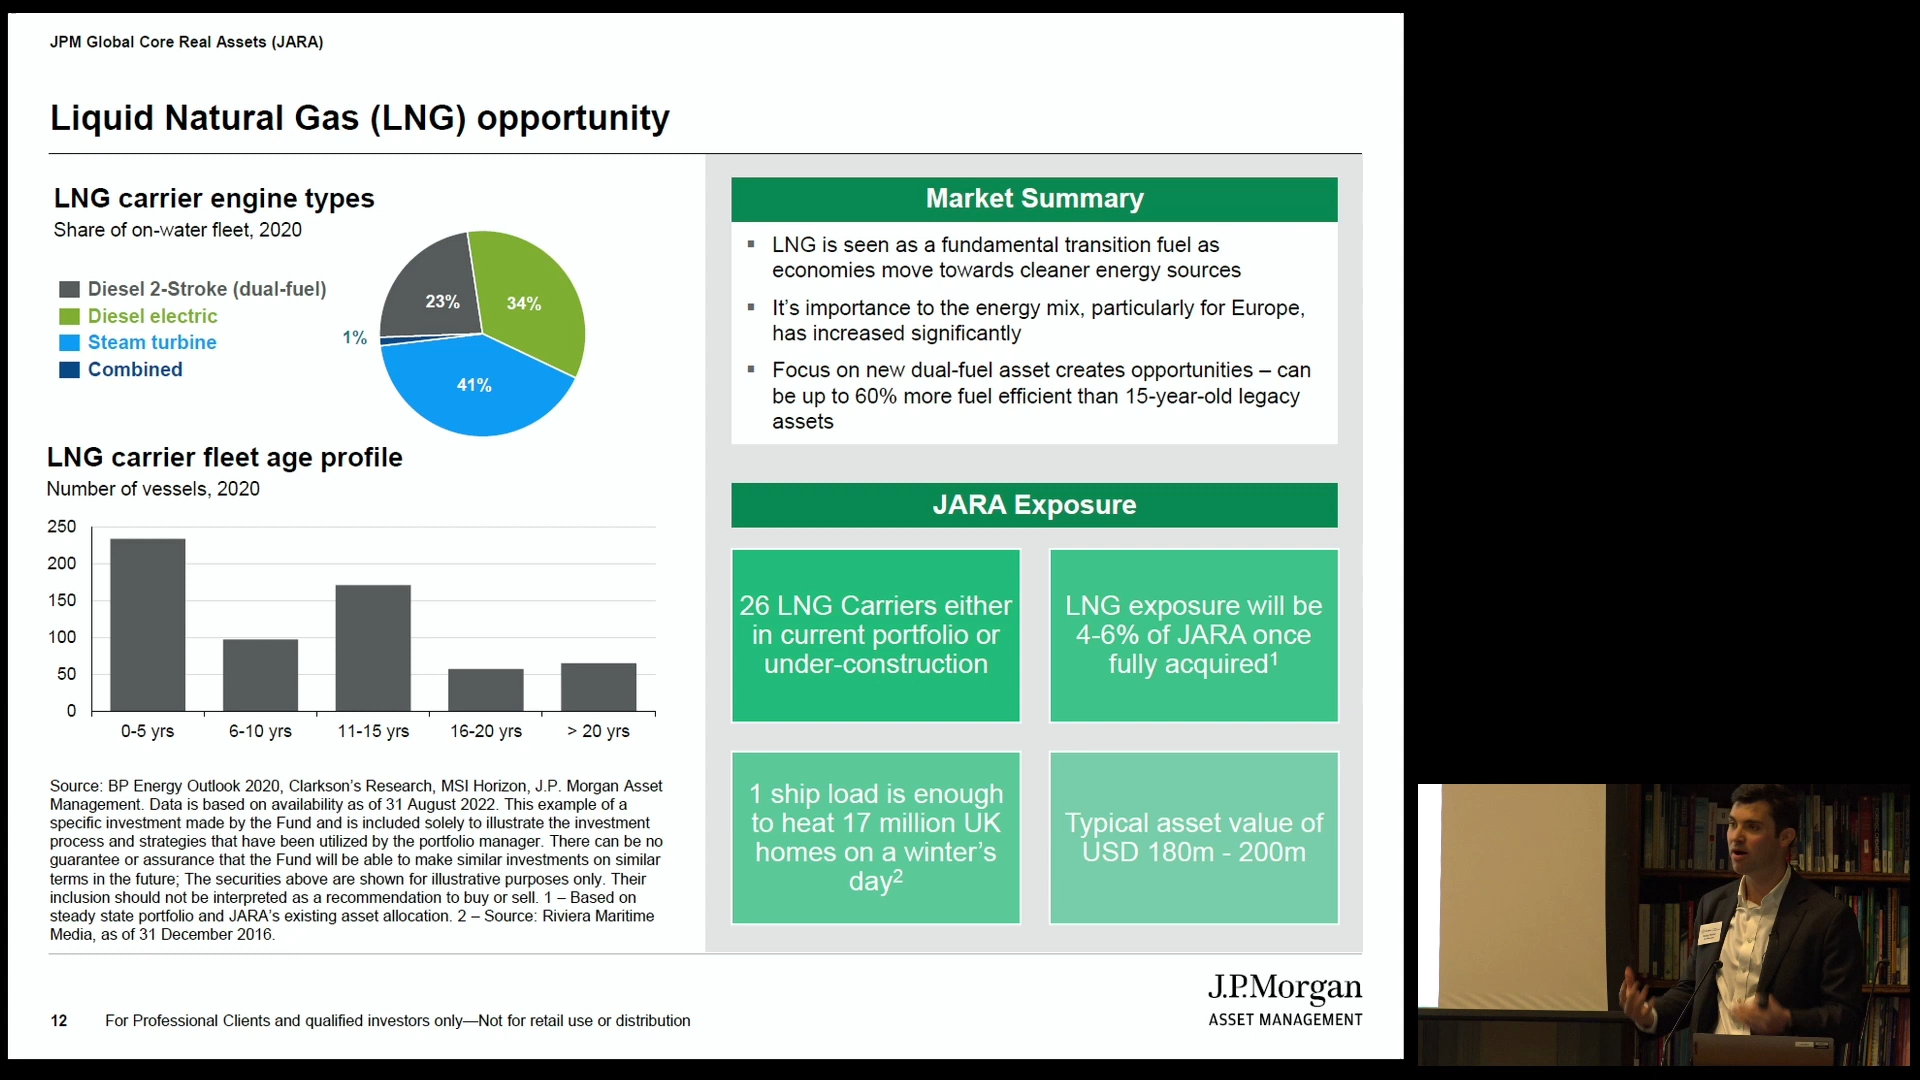 JPM Global Core Real Assets (JARA)
Liquid Natural Gas (LNG) opportunity
LNG carrier engine types
Share of on-water fleet, 2020
Diesel 2-Stroke (dual-fuel)
Diesel electric
Steam turbine
Combined
23%
34%
1%
41%
LNG carrier fleet age profile
Number of vessels, 2020
250
200
150
100
50
0
0-5 yrs
6-10 yrs
11-15 yrs
16-20 yrs
> 20 yrs
Source: BP Energy Outlook 2020, Clarkson's Research, MSI Horizon, J.P. Morgan Asset
Management. Data is based on availability as of 31 August 2022. This example of a
specific investment made by the Fund and is included solely to illustrate the investment
process and strategies that have been utilized by the portfolio manager. There can be no
guarantee or assurance that the Fund will be able to make similar investments on similar
terms in the future; The securities above are shown for illustrative purposes only. Their
inclusion should not be interpreted as a recommendation to buy or sell. 1 – Based on
steady state portfolio and JARA's existing asset allocation. 2 – Source: Riviera Maritime
Media, as of 31 December 2016.
Market Summary
▪ LNG is seen as a fundamental transition fuel as
economies move towards cleaner energy sources
▪ It's importance to the energy mix, particularly for Europe,
has increased significantly
▪ Focus on new dual-fuel asset creates opportunities – can
be up to 60% more fuel efficient than 15-year-old legacy
assets
JARA Exposure
26 LNG Carriers either
in current portfolio or
under-construction
LNG exposure will be
4-6% of JARA once
fully acquired¹
1 ship load is enough
to heat 17 million UK
homes on a winter's
day²
Typical asset value of
USD 180m - 200m
J.P.Morgan
ASSET MANAGEMENT
12
For Professional Clients and qualified investors only—Not for retail use or distribution